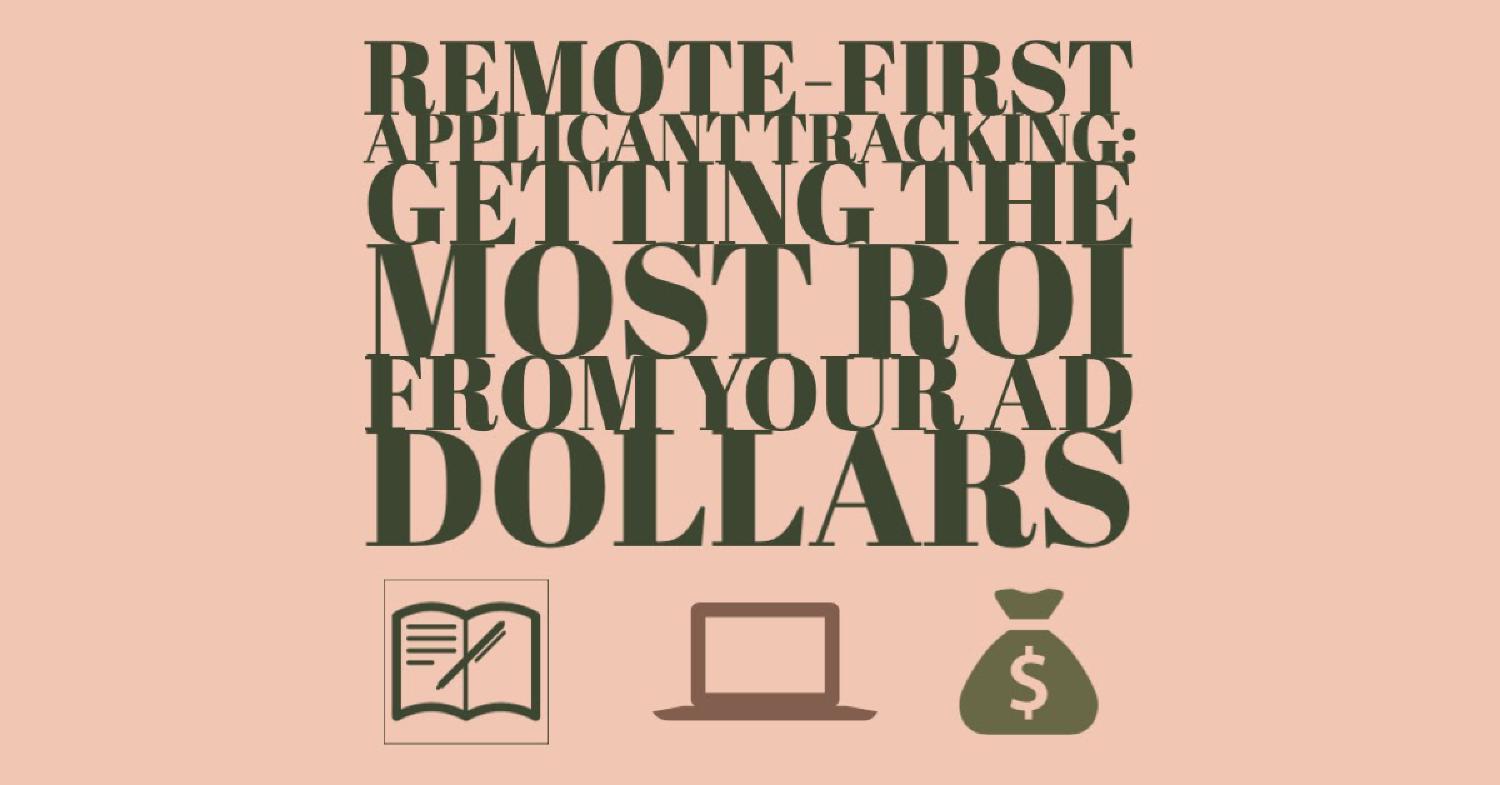 REMOTE-FIRST
APPLICANT TRACKING:
GETTING THE
MOST ROI
FROM YOUR AD
DOLLARS
$